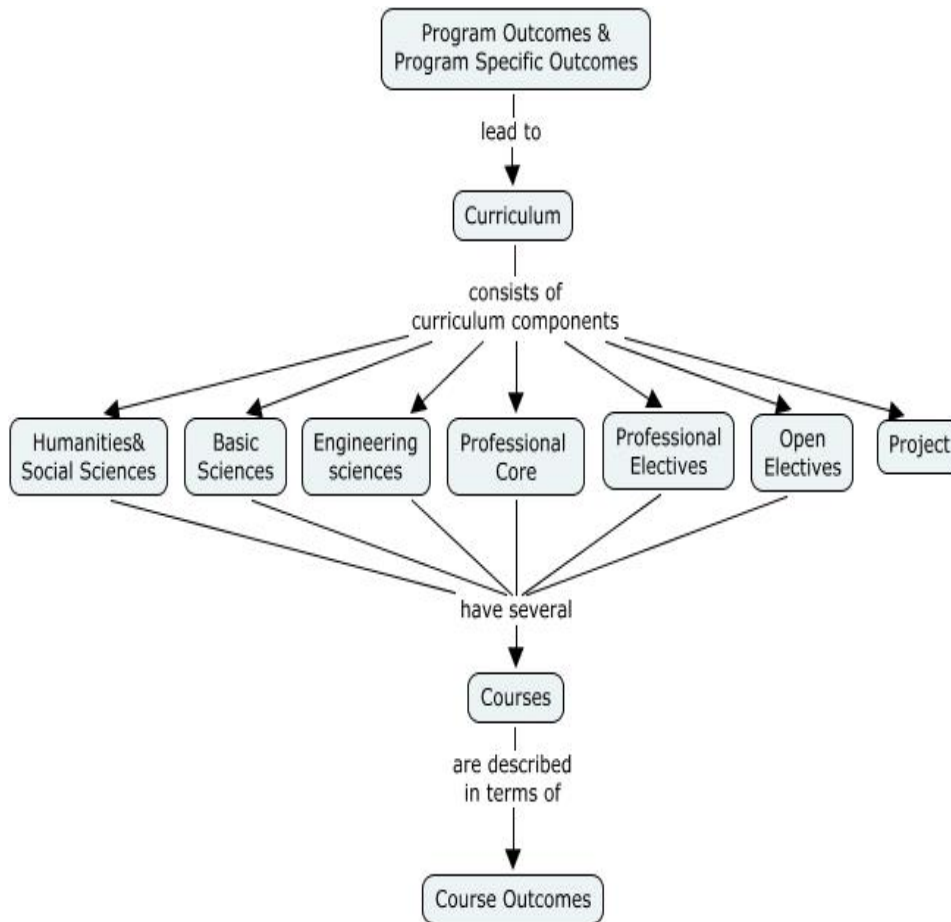 Program Outcomes &
Program Specific Outcomes
lead to
Curriculum
consists of
curriculum components
Humanities&
Social Sciences
Basic
Sciences
Engineering
sciences
Professional
Core
Professional
Electives
Open
Electives
Project
have several
Courses
are described
in terms of
Course Outcomes